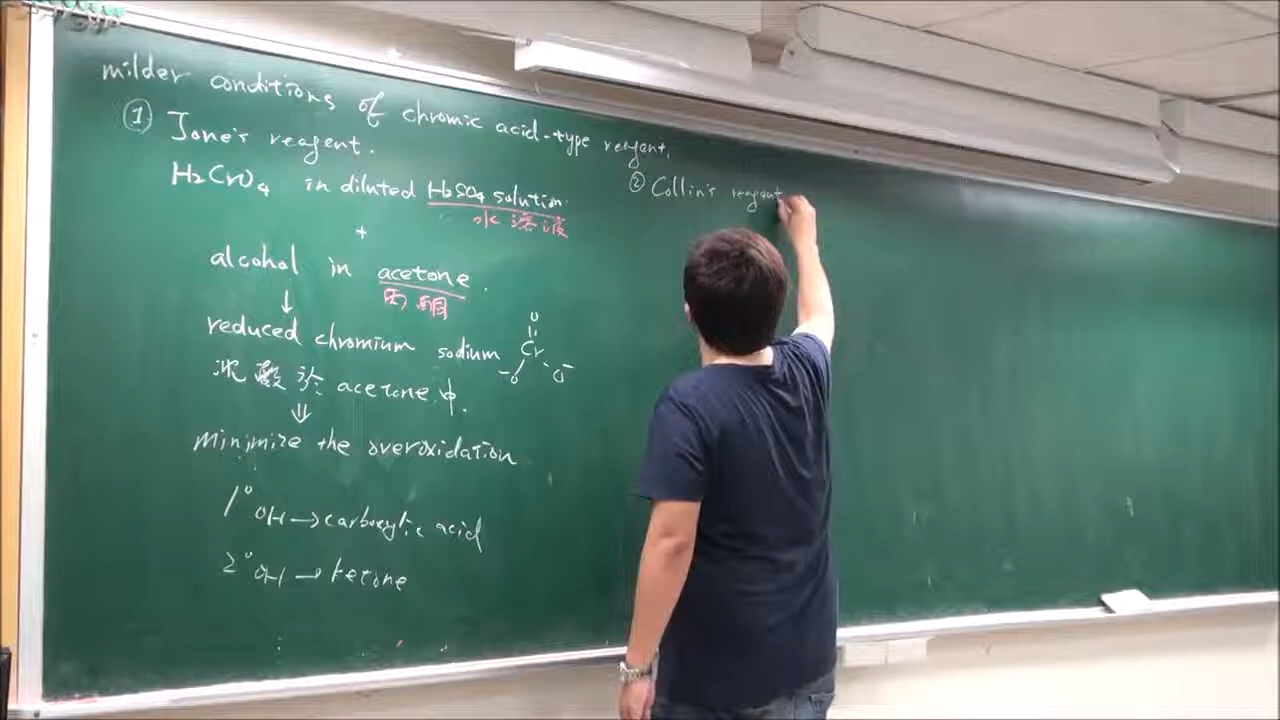 milder conditions of chromic acid-type reagent.
① Jone's reagent.
H2CrO4 in diluted H2SO4 solution
水溶液
+
alcohol in acetone.
丙酮
↓
reduced chromium sodium
O
Cr
-O O-
沉澱於 acetone 中.
⇓
minimize the overoxidation
1° OH → carboxylic acid
2° OH → ketone
② Collin's reagent